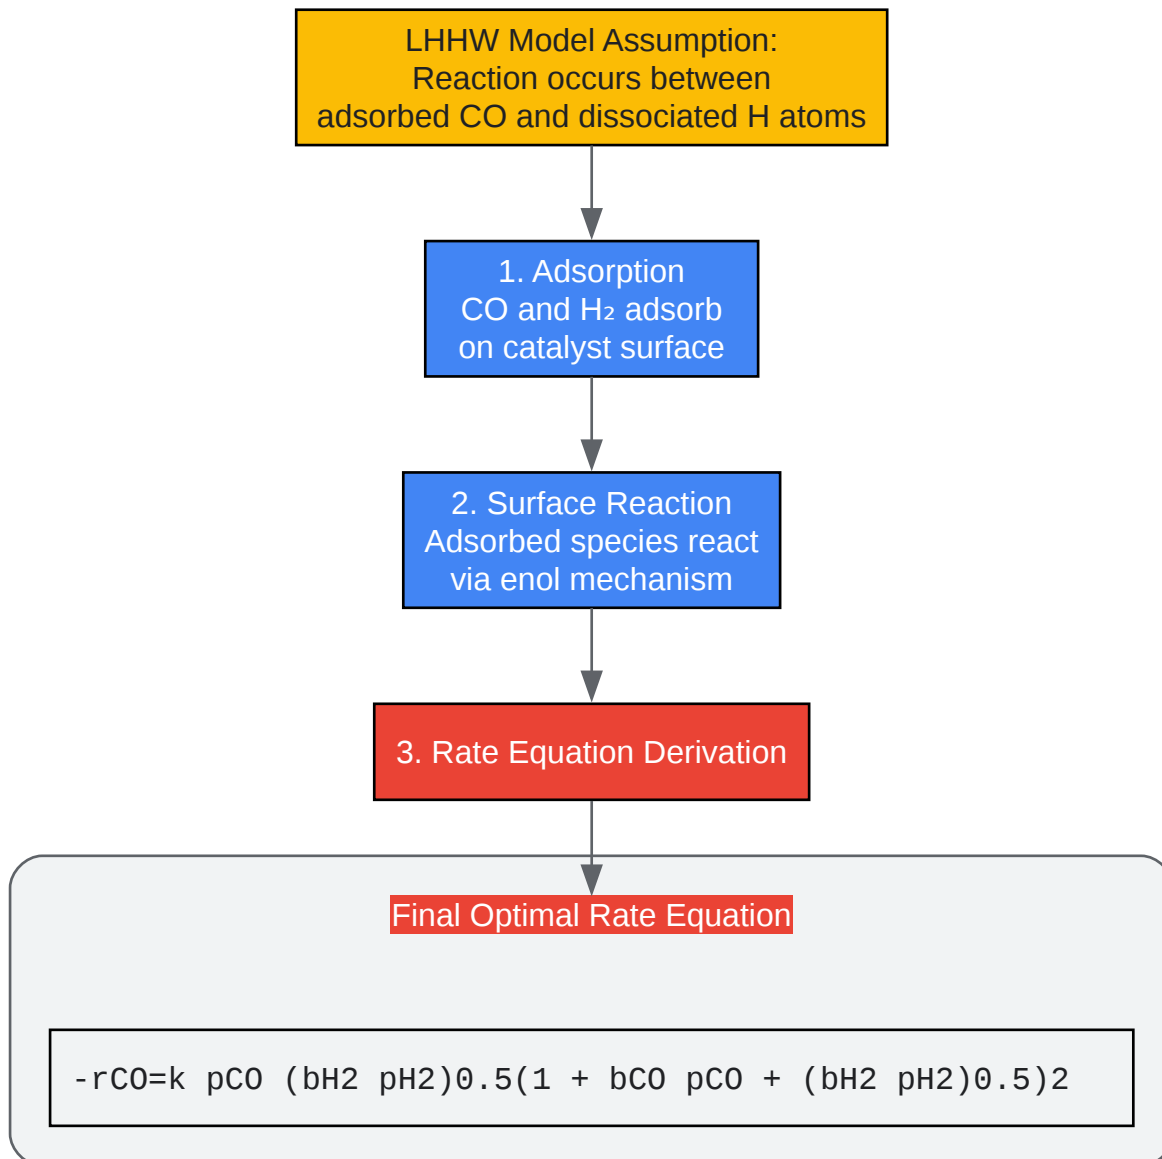 LHHW Model Assumption:
Reaction occurs between
adsorbed CO and dissociated H atoms
1. Adsorption
CO and H₂ adsorb
on catalyst surface
2. Surface Reaction
Adsorbed species react
via enol mechanism
3. Rate Equation Derivation
Final Optimal Rate Equation
-rCO=k pCO (bH2 pH2)0.5(1 + bCO pCO + (bH2 pH2)0.5)2